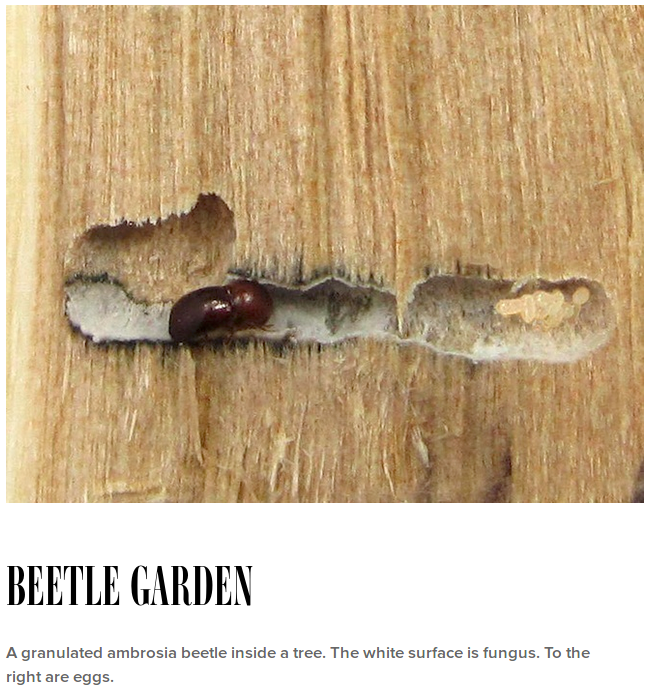 BEETLE GARDEN
A granulated ambrosia beetle inside a tree. The white surface is fungus. To the
right are eggs.